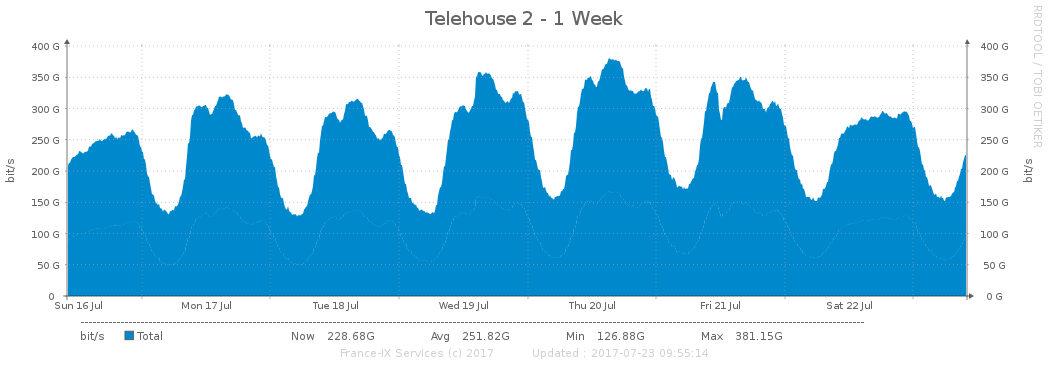 Telehouse 2 - 1 Week
RRDTOOL / TOBI OETIKER
400 G 400 G
350 G 350 G
300 G 300 G
250 G 250 G
200 G 200 G
150 G 150 G
100 G 100 G
50 G 50 G
0 0 G
bit/s bit/s
Sun 16 Jul Mon 17 Jul Tue 18 Jul Wed 19 Jul Thu 20 Jul Fri 21 Jul Sat 22 Jul
bit/s Total Now 228.68G Avg 251.82G Min 126.88G Max 381.15G
France-IX Services (c) 2017 Updated : 2017-07-23 09:55:14